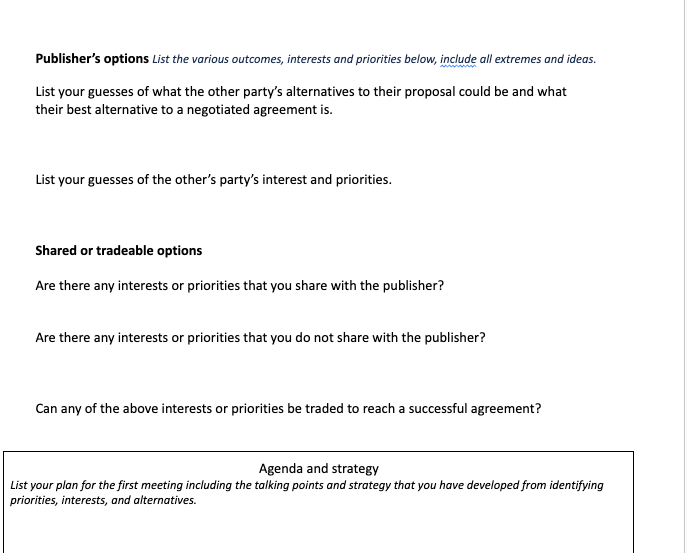 Publisher’s options List the various outcomes, interests and priorities below, include all extremes and ideas.
List your guesses of what the other party’s alternatives to their proposal could be and what
their best alternative to a negotiated agreement is.
List your guesses of the other’s party’s interest and priorities.
Shared or tradeable options
Are there any interests or priorities that you share with the publisher?
Are there any interests or priorities that you do not share with the publisher?
Can any of the above interests or priorities be traded to reach a successful agreement?
Agenda and strategy
List your plan for the first meeting including the talking points and strategy that you have developed from identifying
priorities, interests, and alternatives.